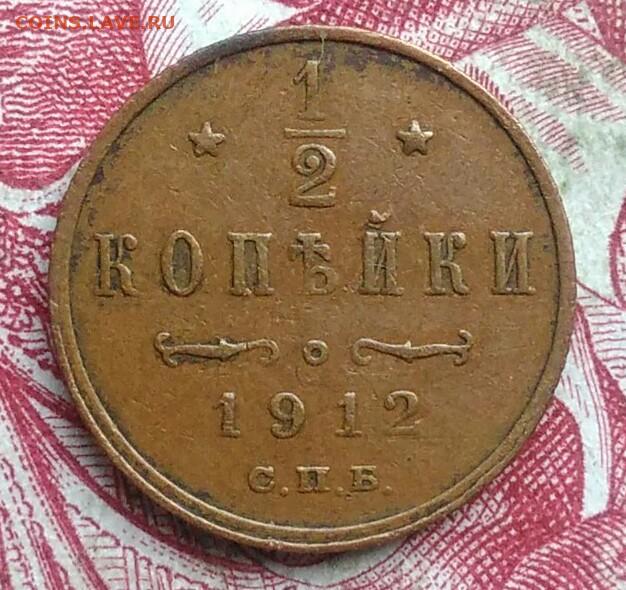 COINS.LAVE.RU
1
2
КОПѢЙКИ
1912
С.П.Б.